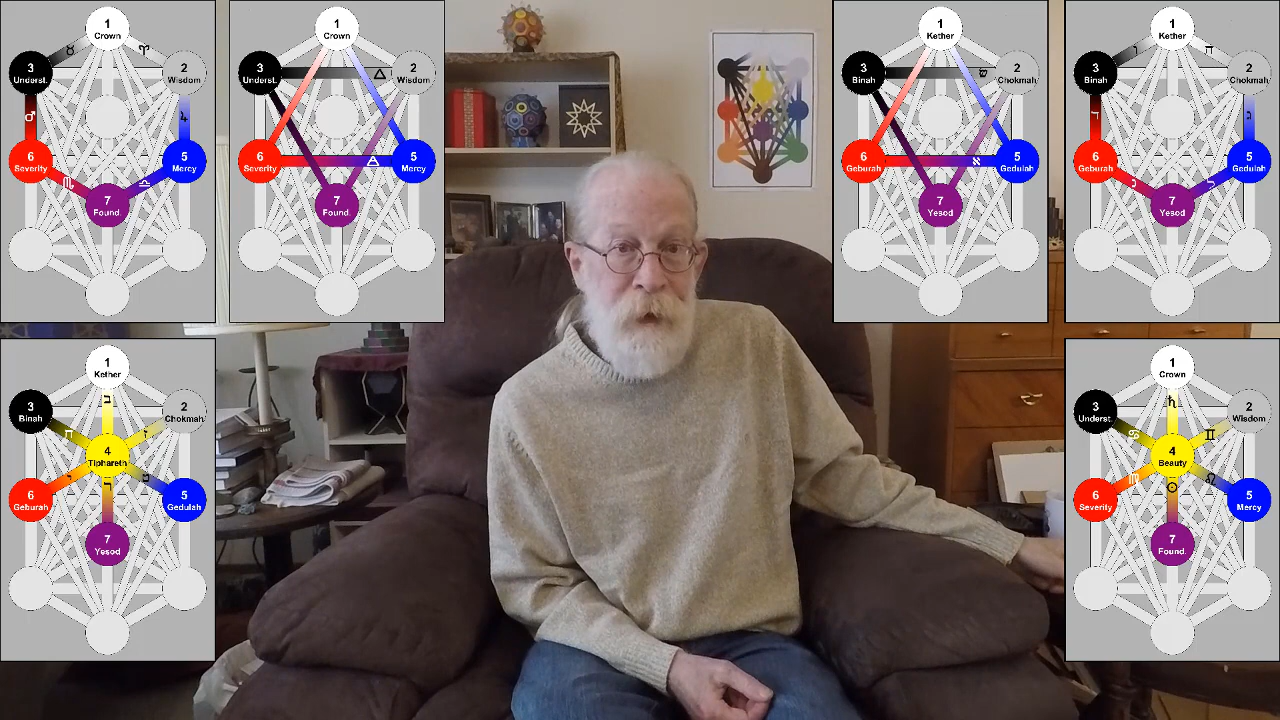 1
Crown
3
Underst.
2
Wisdom
♉
♈
♂
♃
6
Severity
5
Mercy
♏
♎
7
Found.
1
Crown
3
Underst.
2
Wisdom
6
Severity
5
Mercy
7
Found.
1
Kether
3
Binah
2
Chokmah
ש
6
Geburah
5
Gedulah
א
7
Yesod
1
Kether
3
Binah
2
Chokmah
6
Geburah
5
Gedulah
7
Yesod
1
Kether
3
Binah
2
Chokmah
4
Tiphareth
6
Geburah
5
Gedulah
7
Yesod
1
Crown
♄
3
Underst.
2
Wisdom
♋
♊
4
Beauty
♌
☉
6
Severity
5
Mercy
7
Found.